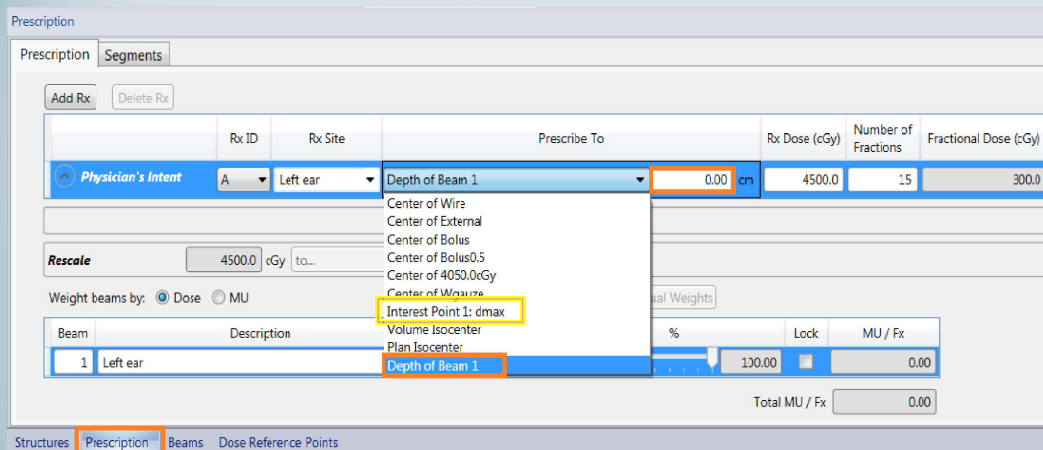 Prescription
Prescription Segments
Add Rx Delete Rx
Rx ID Rx Site Prescribe To Rx Dose (cGy) Number of Fractions Fractional Dose (cGy)
Physician's Intent A Left ear Depth of Beam 1 0.00 cm 4500.0 15 300.0
Center of Wire
Center of External
Center of Bolus
Center of Bolus0.5
Rescale 4500.0 cGy to...
Center of 4050.0cGy
Center of Wgauze
Weight beams by: Dose MU
Weights
Interest Point 1: dmax
Volume Isocenter
Beam Description % Lock MU / Fx
Plan Isocenter
1 Left ear Depth of Beam 1 100.00 0.00
Total MU / Fx 0.00
Structures Prescription Beams Dose Reference Points